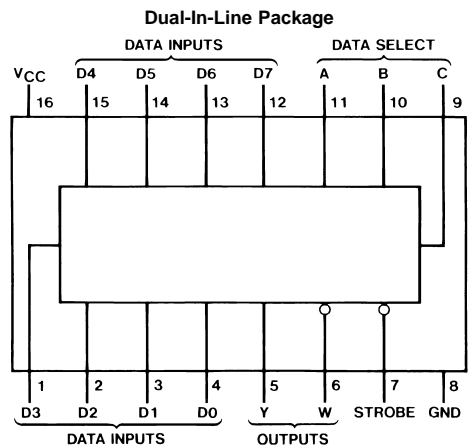 Dual-In-Line Package
DATA INPUTS DATA SELECT
VCC D4 D5 D6 D7 A B C
16 15 14 13 12 11 10 9
1 2 3 4 5 6 7 8
D3 D2 D1 D0 Y W STROBE GND
DATA INPUTS OUTPUTS